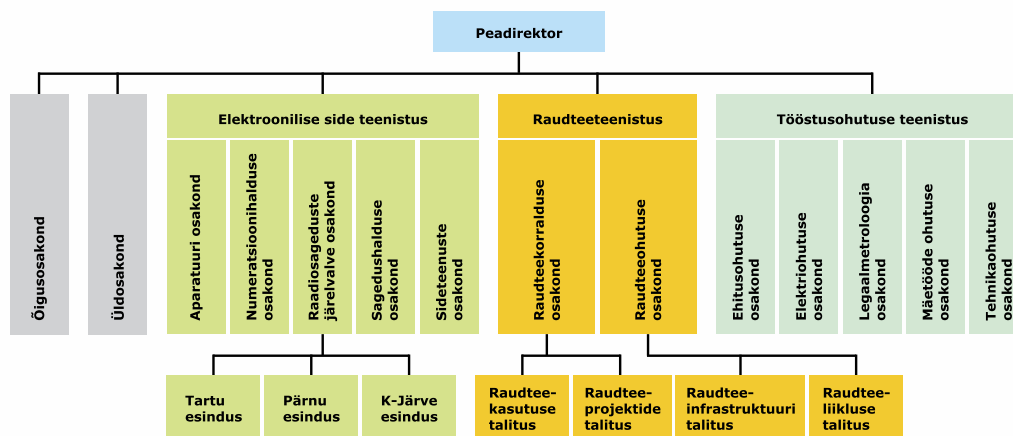 Peadirektor
Õigusosakond
Üldosakond
Elektroonilise side teenistus
Aparatuuri osakond
Numeratsioonihalduse
osakond
Raadiosageduste
järelvalve osakond
Sagedushalduse
osakond
Sideteenuste
osakond
Raudteeteenistus
Raudteekorralduse
osakond
Raudteeohutuse
osakond
Tööstusohutuse teenistus
Ehitusohutuse
osakond
Elektriohutuse
osakond
Legaalmetroloogia
osakond
Mäetööde ohutuse
osakond
Tehnikaohutuse
osakond
Tartu
esindus
Pärnu
esindus
K-Järve
esindus
Raudtee-
kasutuse
talitus
Raudtee-
projektide
talitus
Raudtee-
infrastruktuuri
talitus
Raudtee-
liikluse
talitus